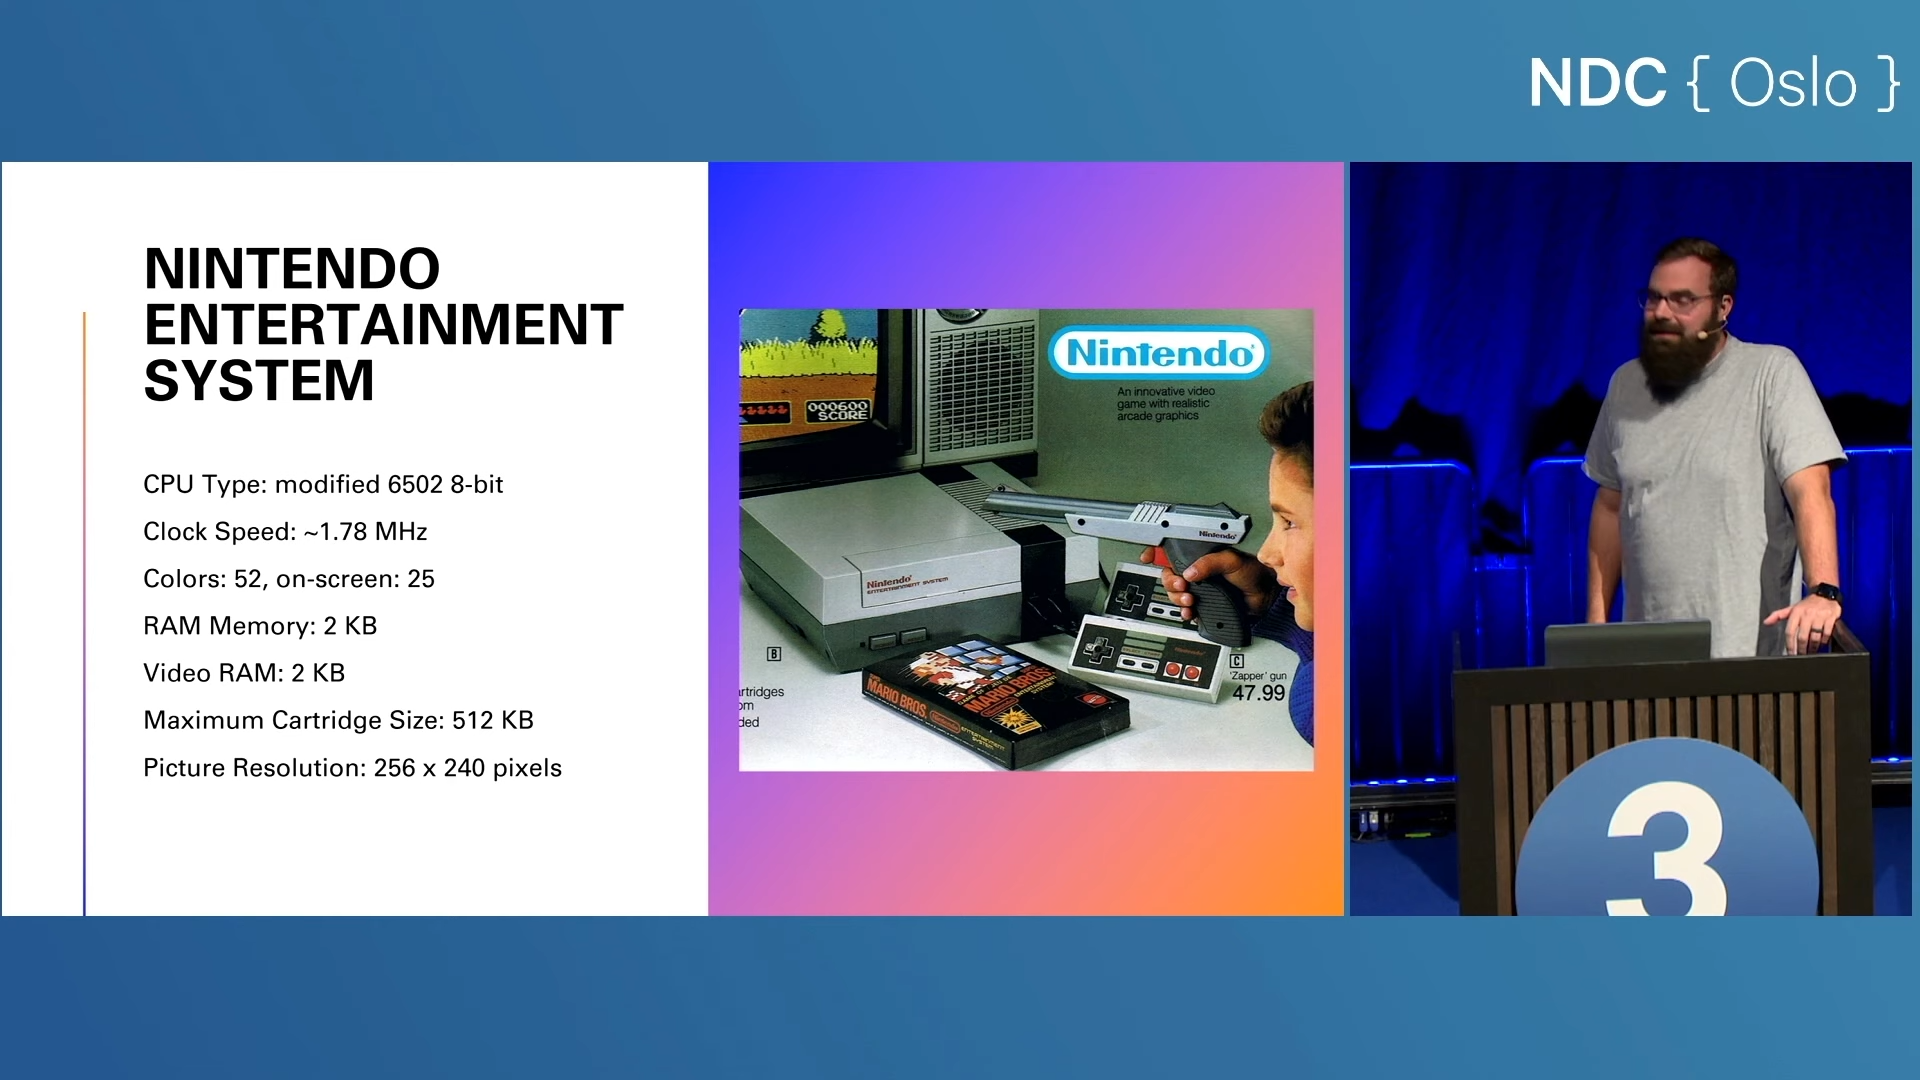 NDC { Oslo }
NINTENDO
ENTERTAINMENT
SYSTEM
CPU Type: modified 6502 8-bit
Clock Speed: ~1.78 MHz
Colors: 52, on-screen: 25
RAM Memory: 2 KB
Video RAM: 2 KB
Maximum Cartridge Size: 512 KB
Picture Resolution: 256 x 240 pixels
Nintendo
An innovative video
game with realistic
arcade graphics
000600
SCORE
Nintendo
Nintendo
ENTERTAINMENT SYSTEM
B
C
'Zapper' gun
47.99
MARIO BROS.
MARIO BROS.
3